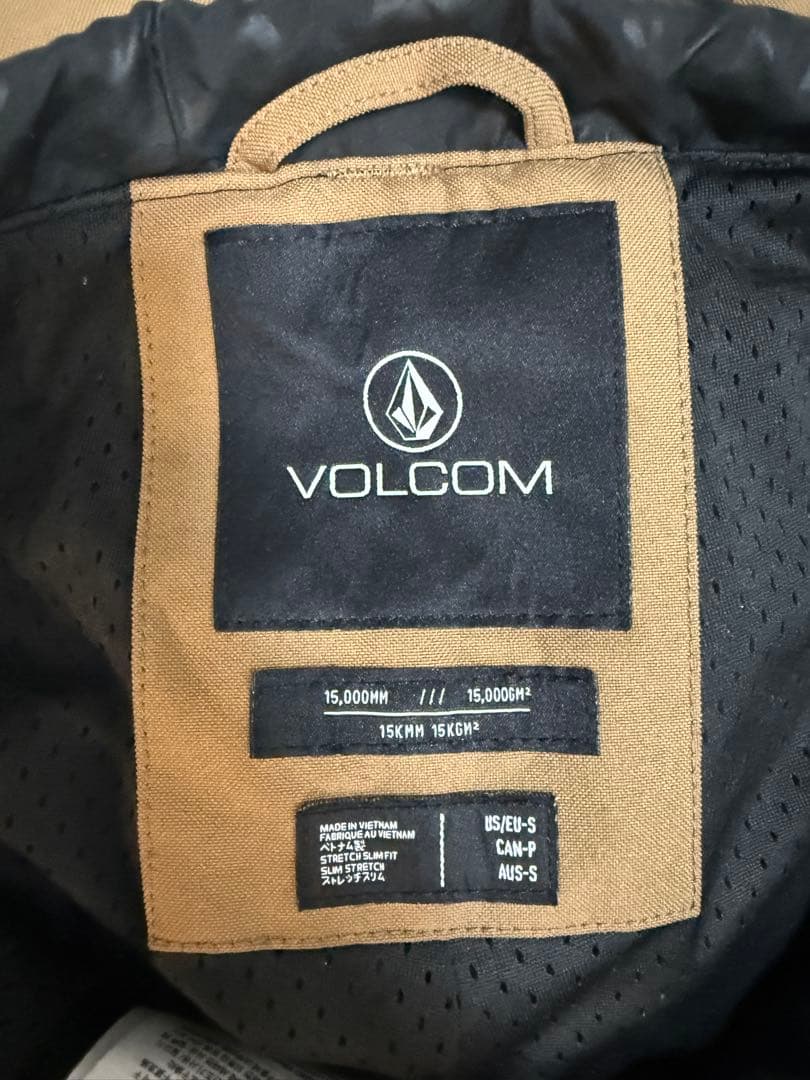 VOLCOM
15,000MM /// 15,000GM²
15KMM 15KGM²
MADE IN VIETNAM
FABRIQUE AU VIETNAM
ベトナム製
STRETCH SLIM FIT
SLIM STRETCH
ストレッチスリム
US/EU-S
CAN-P
AUS-S